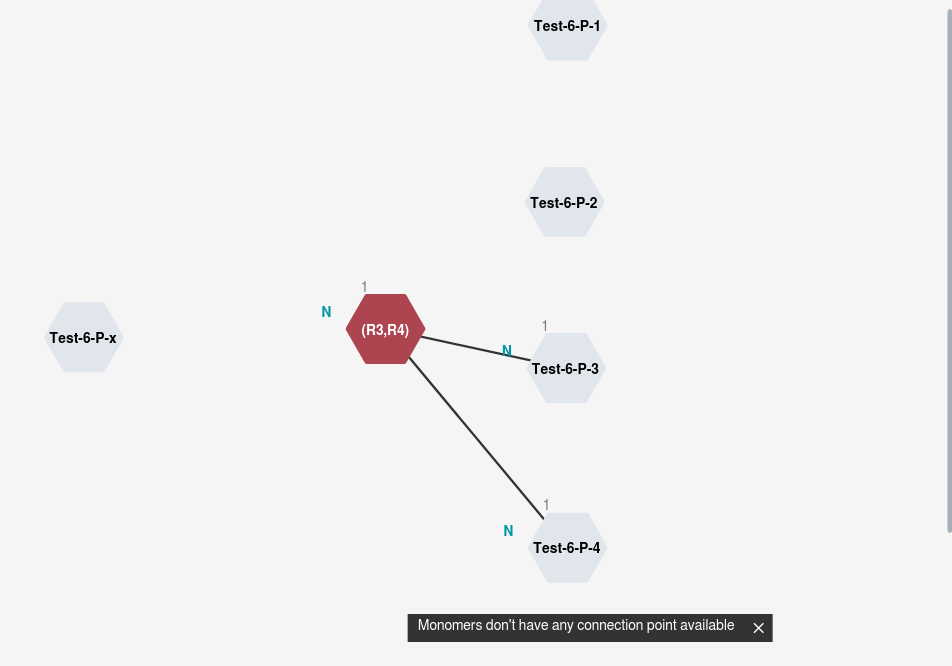 Test-6-P-1
Test-6-P-2
1
N
(R3,R4)
Test-6-P-x
1
N
Test-6-P-3
1
N
Test-6-P-4
Monomers don't have any connection point available